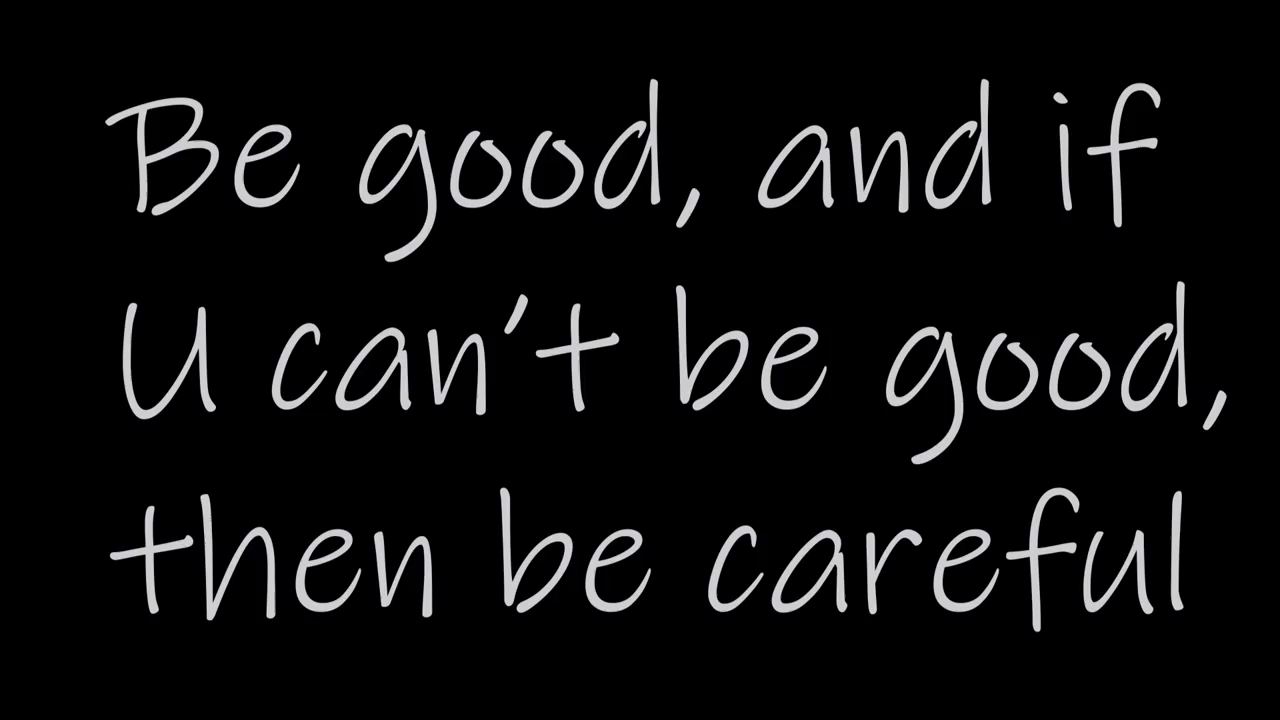 Be good, and if
U can’t be good,
then be careful